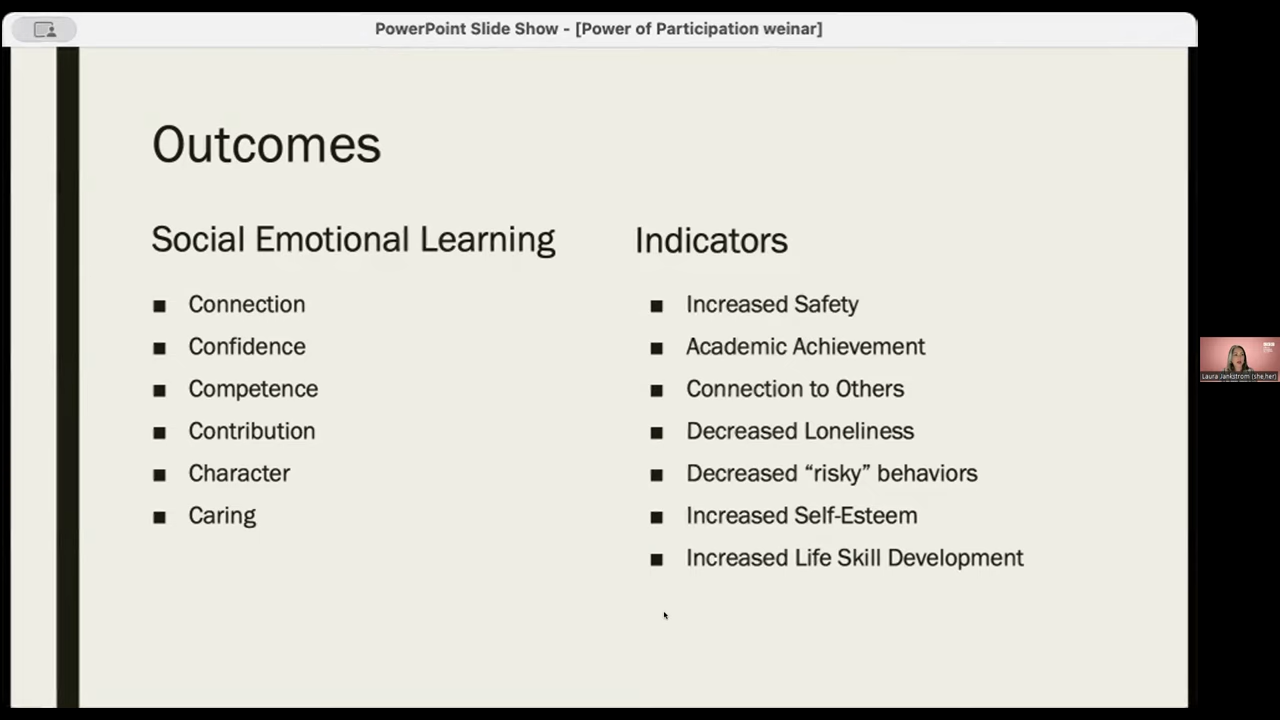 PowerPoint Slide Show - [Power of Participation weinar]
Outcomes
Social Emotional Learning
Connection
Confidence
Competence
Contribution
Character
Caring
Indicators
Increased Safety
Academic Achievement
Connection to Others
Decreased Loneliness
Decreased “risky” behaviors
Increased Self-Esteem
Increased Life Skill Development
Laura Jankstrom (she,her)